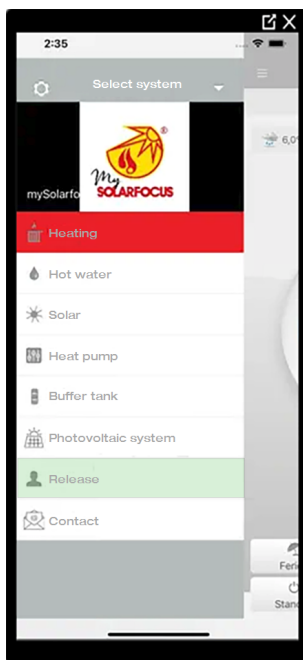 2:35
Select system
6,0°
My
SOLARFOCUS®
mySolarfo
Heating
Hot water
Solar
Heat pump
Buffer tank
Photovoltaic system
Release
Contact
Feri
Stand